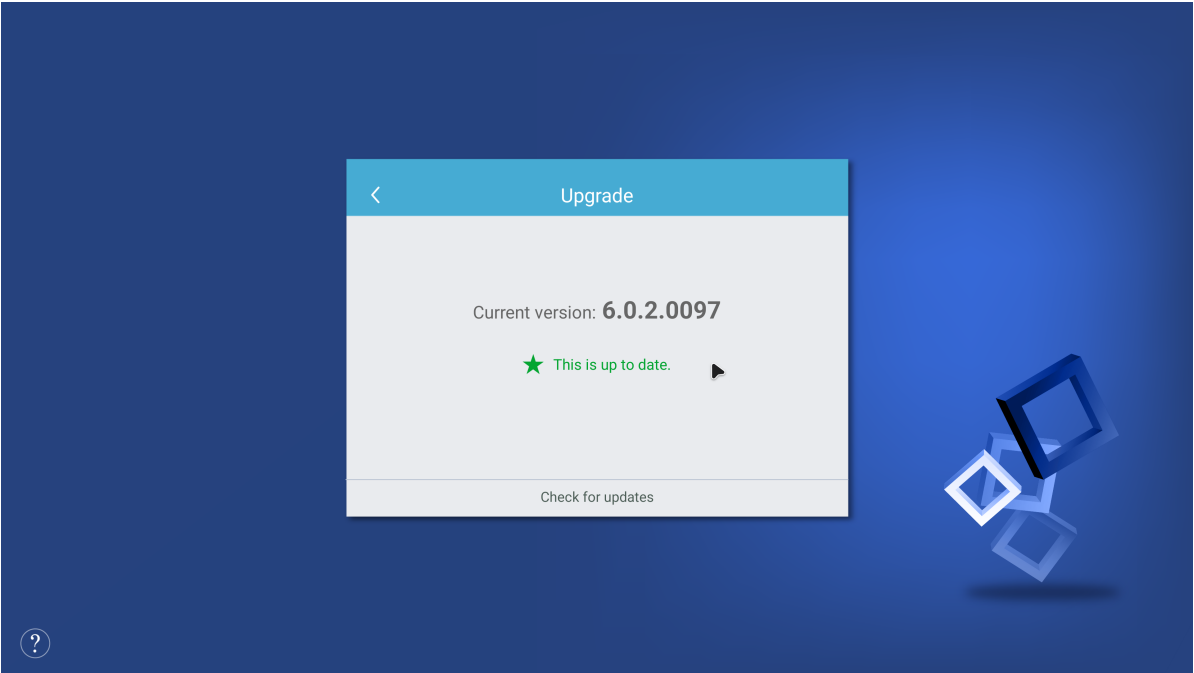 Upgrade
Current version: 6.0.2.0097
This is up to date.
Check for updates
?